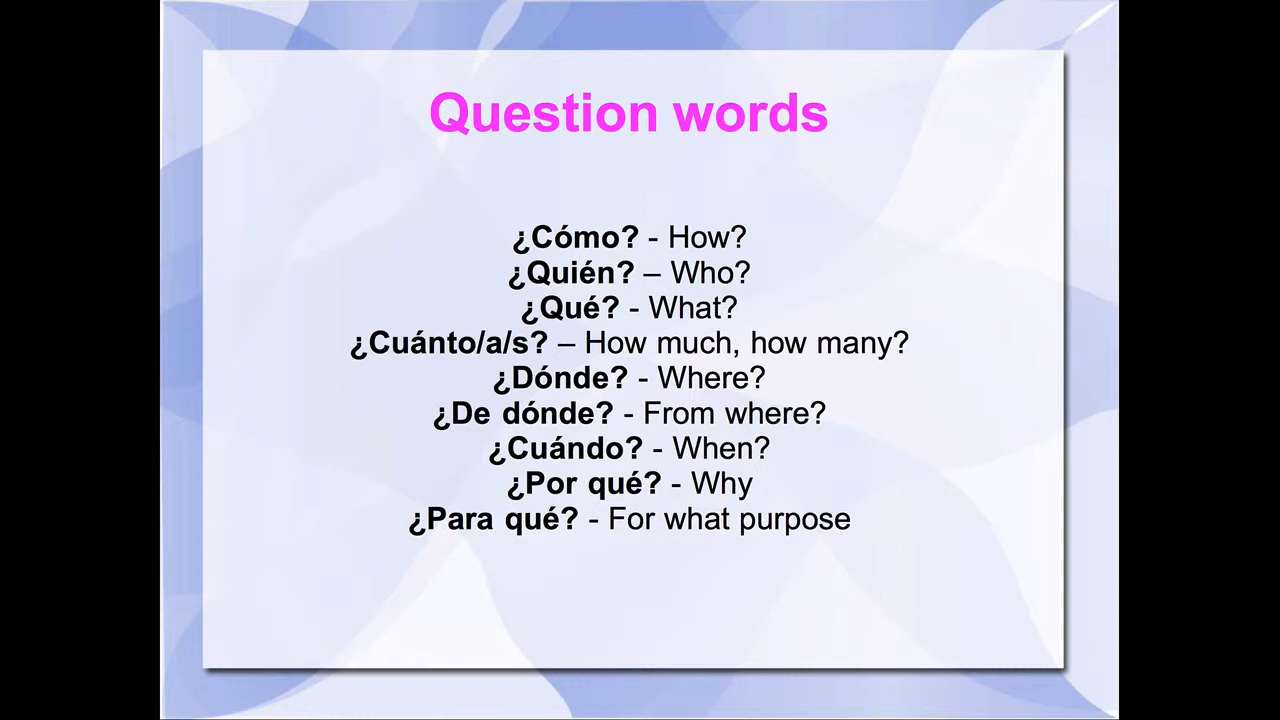 Question words
¿Cómo? - How?
¿Quién? – Who?
¿Qué? - What?
¿Cuánto/a/s? – How much, how many?
¿Dónde? - Where?
¿De dónde? - From where?
¿Cuándo? - When?
¿Por qué? - Why
¿Para qué? - For what purpose